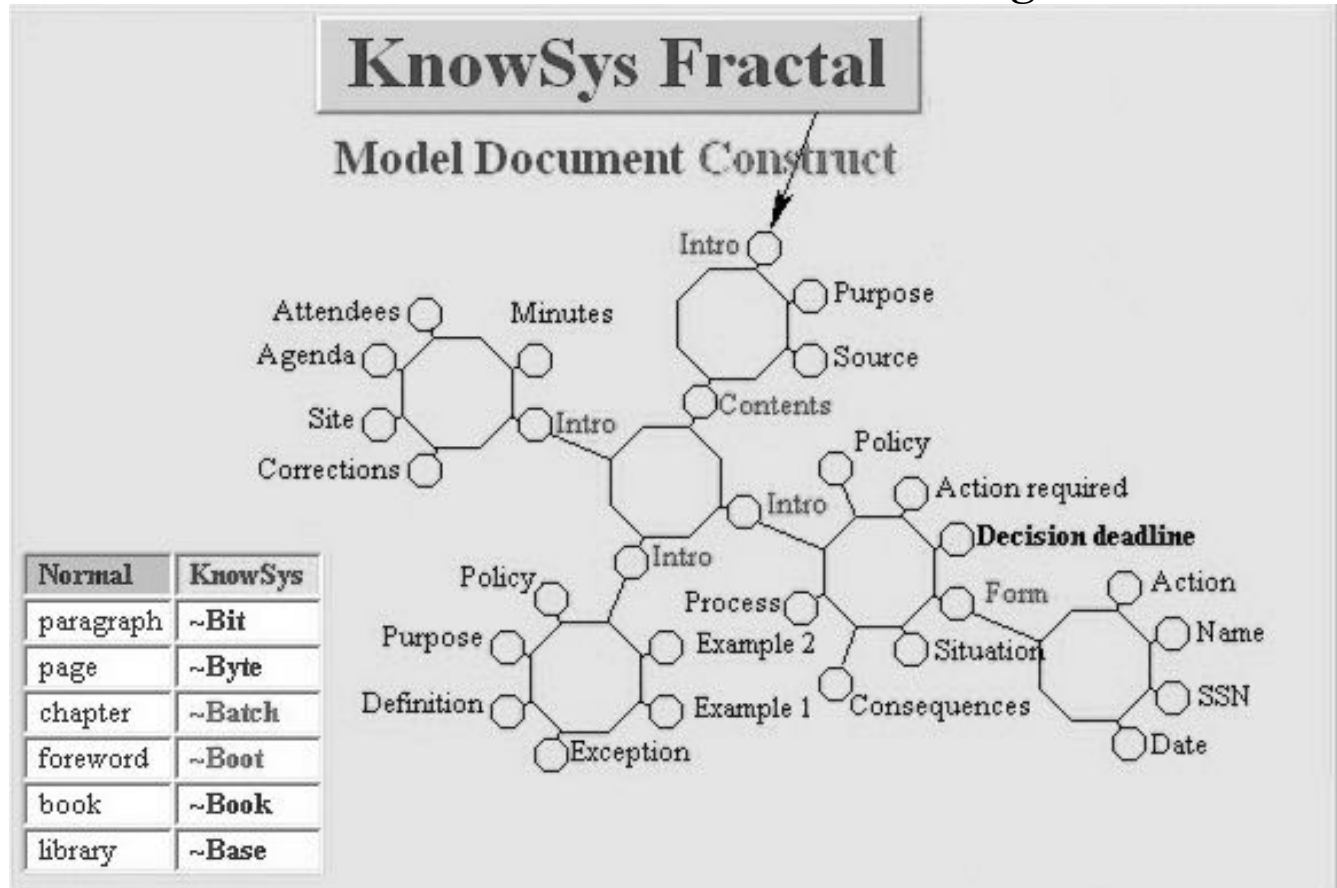 KnowSys Fractal
Model Document Construct
Intro
Purpose
Source
Contents
Attendees
Minutes
Agenda
Site
Intro
Corrections
Policy
Action required
Intro
Decision deadline
Intro
Policy
Process
Form
Action
Name
Purpose
Example 2
Situation
Definition
Example 1
Consequences
SSN
Exception
Date
Normal KnowSys
paragraph ~Bit
page ~Byte
chapter ~Batch
foreword ~Boot
book ~Book
library ~Base